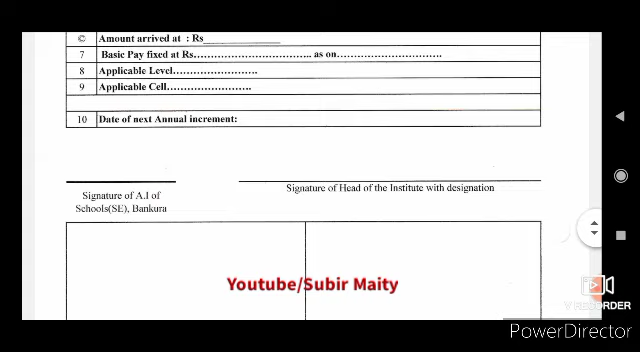 © Amount arrived at : Rs_______________
7 Basic Pay fixed at Rs……………………………. as on………………………….
8 Applicable Level…………………….
9 Applicable Cell…………………….
10 Date of next Annual increment:
Signature of A.I of
Schools(SE), Bankura
Signature of Head of the Institute with designation
Youtube/Subir Maity
RECORDER
PowerDirector